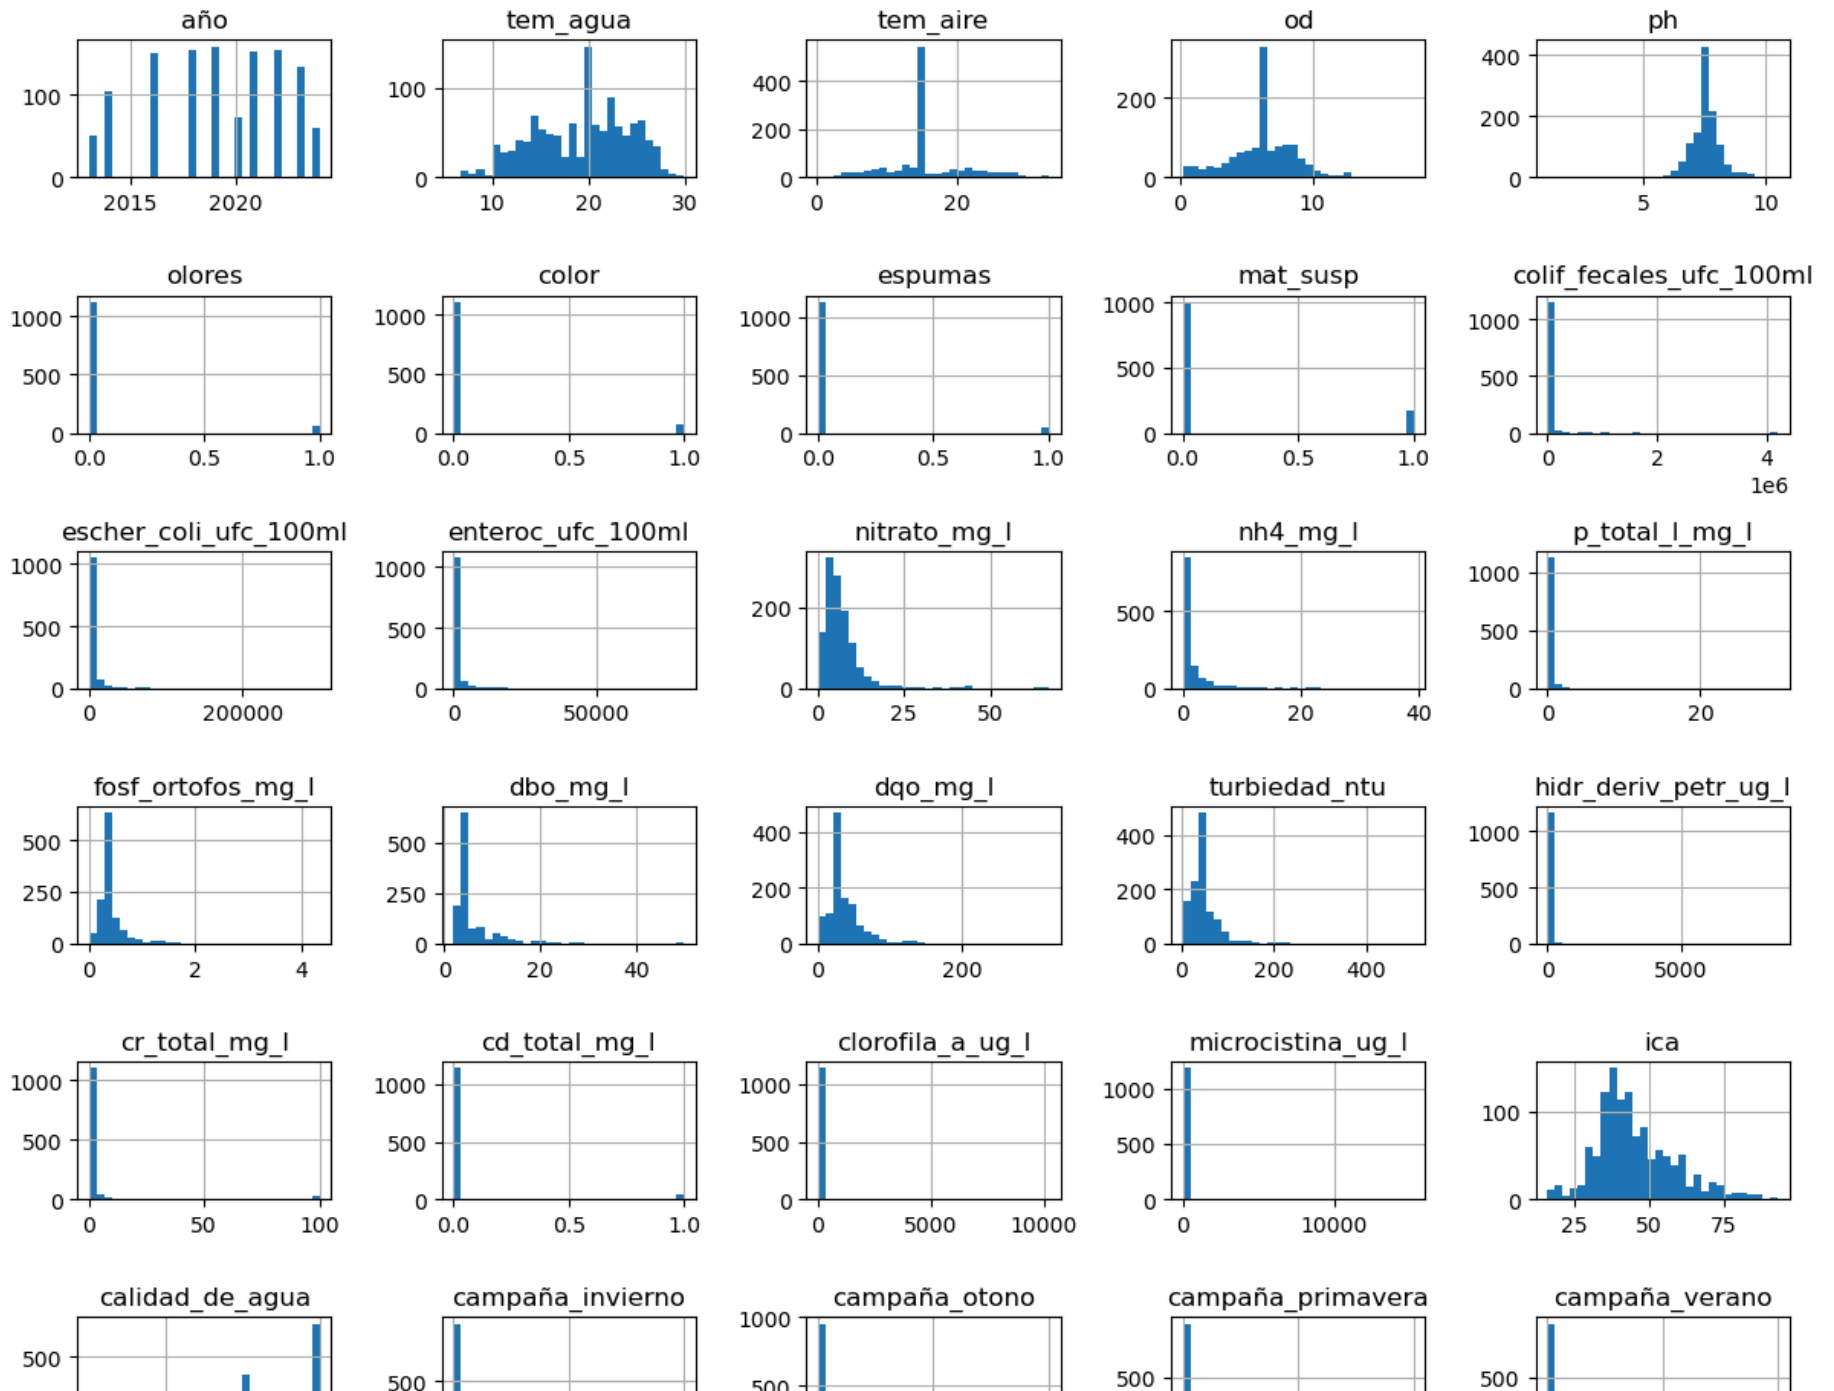 año tem_agua tem_aire od ph
100 0 2015 2020
100 0 10 20 30
400 200 0 0 20
200 0 0 10
400 200 0 5 10
olores color espumas mat_susp colif_fecales_ufc_100ml
1000 500 0 0.0 0.5 1.0
1000 500 0 0.0 0.5 1.0
1000 500 0 0.0 0.5 1.0
1000 500 0 0.0 0.5 1.0
1000 500 0 0 2 4 1e6
escher_coli_ufc_100ml enteroc_ufc_100ml nitrato_mg_l nh4_mg_l p_total_l_mg_l
1000 500 0 0 200000
1000 500 0 0 50000
200 0 0 25 50
500 0 0 20 40
1000 500 0 0 20
fosf_ortofos_mg_l dbo_mg_l dqo_mg_l turbiedad_ntu hidr_deriv_petr_ug_l
500 250 0 0 2 4
500 250 0 0 20 40
400 200 0 0 200
400 200 0 0 200 400
1000 500 0 0 5000
cr_total_mg_l cd_total_mg_l clorofila_a_ug_l microcistina_ug_l ica
1000 500 0 0 50 100
1000 500 0 0.0 0.5 1.0
1000 500 0 0 5000 10000
1000 500 0 0 10000
100 0 25 50 75
calidad_de_agua campaña_invierno campaña_otono campaña_primavera campaña_verano
500
500
1000 500
500
500